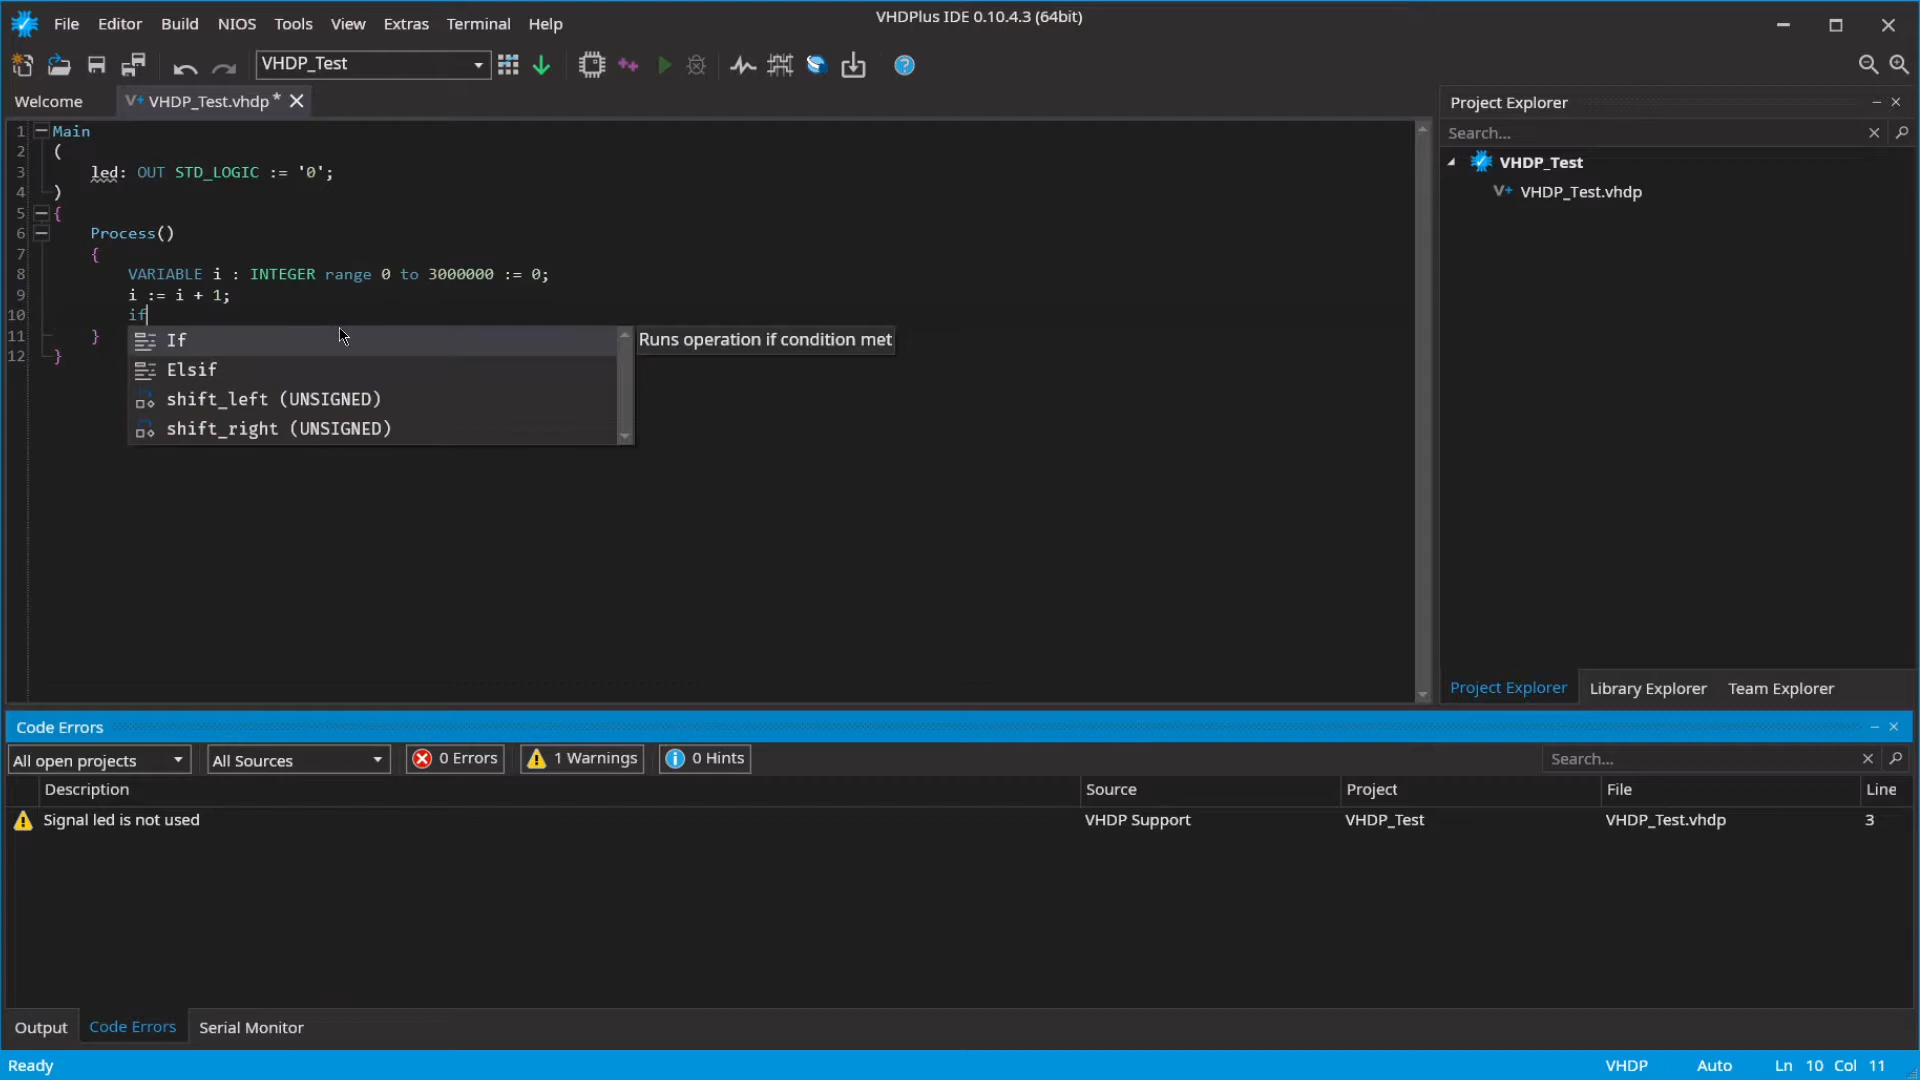 VHDPlus IDE 0.10.4.3 (64bit)
File Editor Build NIOS Tools View Extras Terminal Help
VHDP_Test
Welcome V+ VHDP_Test.vhdp *
1 Main
2 (
3 led: OUT STD_LOGIC := '0';
4 )
5 {
6 Process()
7 {
8 VARIABLE i : INTEGER range 0 to 3000000 := 0;
9 i := i + 1;
10 if
11 }
12 }
If
Elsif
shift_left (UNSIGNED)
shift_right (UNSIGNED)
Runs operation if condition met
Project Explorer
Search...
VHDP_Test
V+ VHDP_Test.vhdp
Project Explorer Library Explorer Team Explorer
Code Errors
All open projects All Sources 0 Errors 1 Warnings 0 Hints Search...
Description Source Project File Line
Signal led is not used VHDP Support VHDP_Test VHDP_Test.vhdp 3
Output Code Errors Serial Monitor
Ready VHDP Auto Ln 10 Col 11